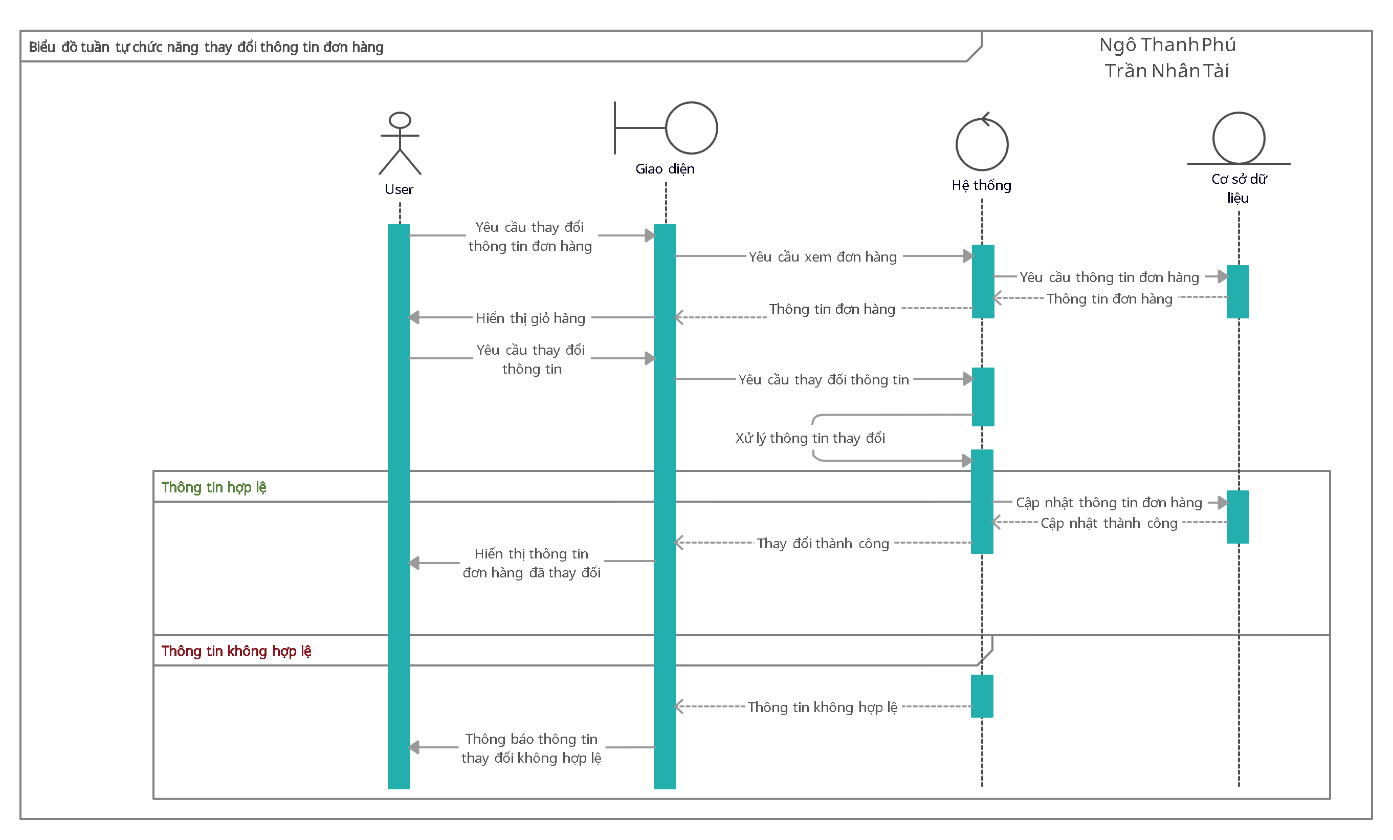 Biểu đồ tuần tự chức năng thay đổi thông tin đơn hàng
Ngô Thanh Phú
Trần Nhân Tài
User
Giao diện
Hệ thống
Cơ sở dữ
liệu
Yêu cầu thay đổi
thông tin đơn hàng
Yêu cầu xem đơn hàng
Yêu cầu thông tin đơn hàng
Thông tin đơn hàng
Thông tin đơn hàng
Hiển thị giỏ hàng
Yêu cầu thay đổi
thông tin
Yêu cầu thay đổi thông tin
Xử lý thông tin thay đổi
Thông tin hợp lệ
Cập nhật thông tin đơn hàng
Cập nhật thành công
Thay đổi thành công
Hiển thị thông tin
đơn hàng đã thay đổi
Thông tin không hợp lệ
Thông tin không hợp lệ
Thông báo thông tin
thay đổi không hợp lệ